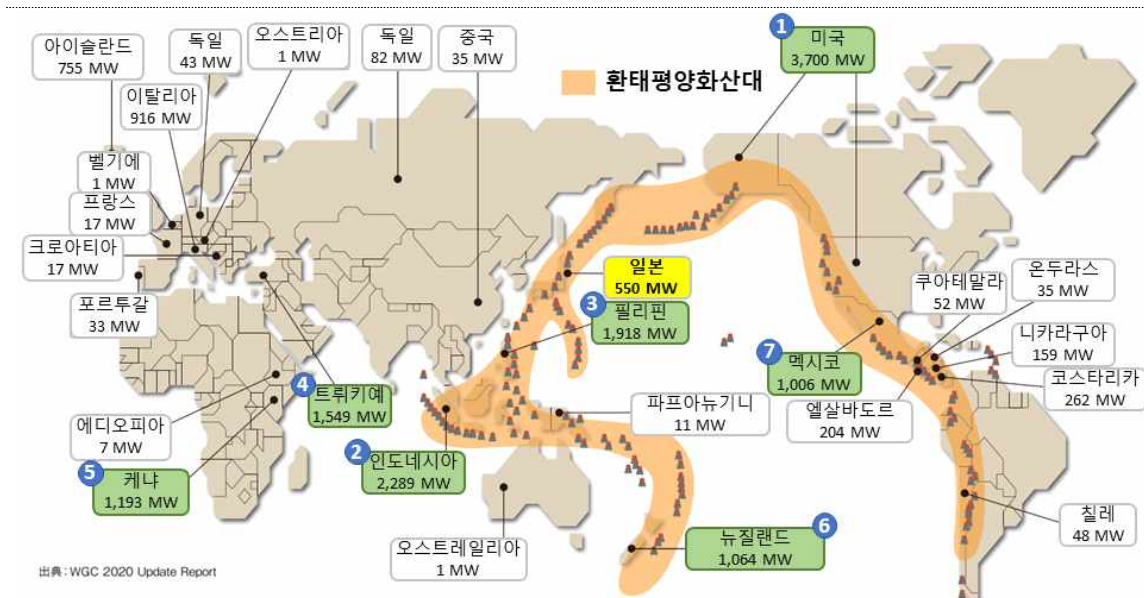 아이슬란드
755 MW
독일
43 MW
오스트리아
1 MW
독일
82 MW
중국
35 MW
1
미국
3,700 MW
이탈리아
916 MW
환태평양화산대
벨기에
1 MW
프랑스
17 MW
크로아티아
17 MW
포르투갈
33 MW
일본
550 MW
3
필리핀
1,918 MW
쿠아테말라
52 MW
온두라스
35 MW
니카라구아
159 MW
코스타리카
262 MW
7
멕시코
1,006 MW
엘살바도르
204 MW
4
트뤼키예
1,549 MW
에디오피아
7 MW
파프아뉴기니
11 MW
5
케냐
1,193 MW
2
인도네시아
2,289 MW
칠레
48 MW
오스트레일리아
1 MW
6
뉴질랜드
1,064 MW
出典:WGC 2020 Update Report